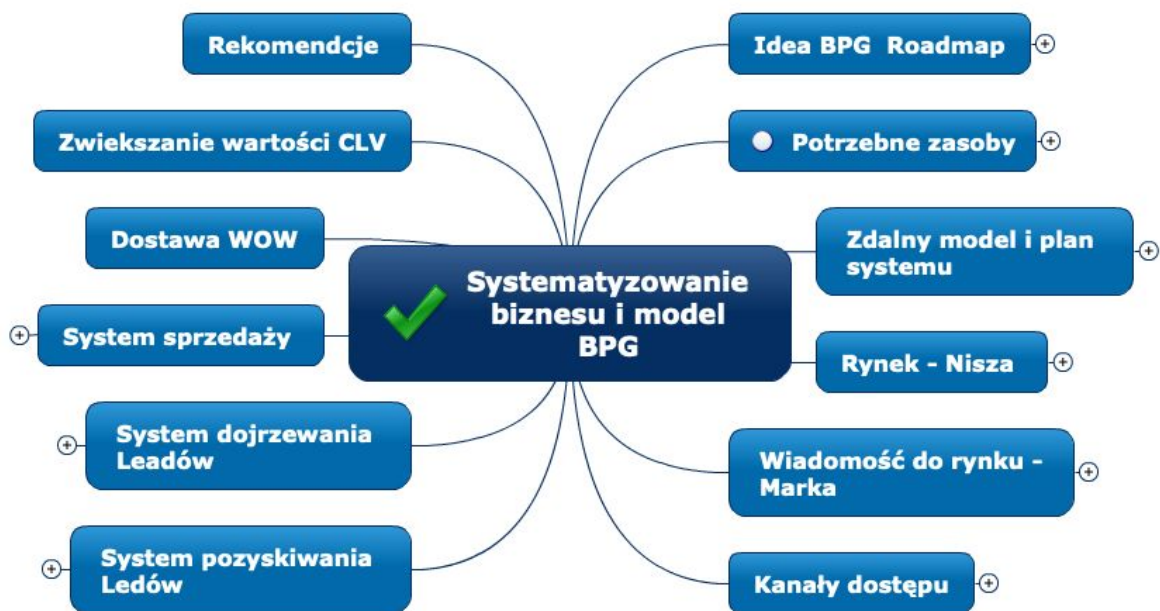 Rekomendcje
Zwiekszanie wartości CLV
Dostawa WOW
System sprzedaży
System dojrzewania
Leadów
System pozyskiwania
Ledów
Systematyzowanie
biznesu i model
BPG
Idea BPG Roadmap
Potrzebne zasoby
Zdalny model i plan
systemu
Rynek - Nisza
Wiadomość do rynku -
Marka
Kanały dostępu